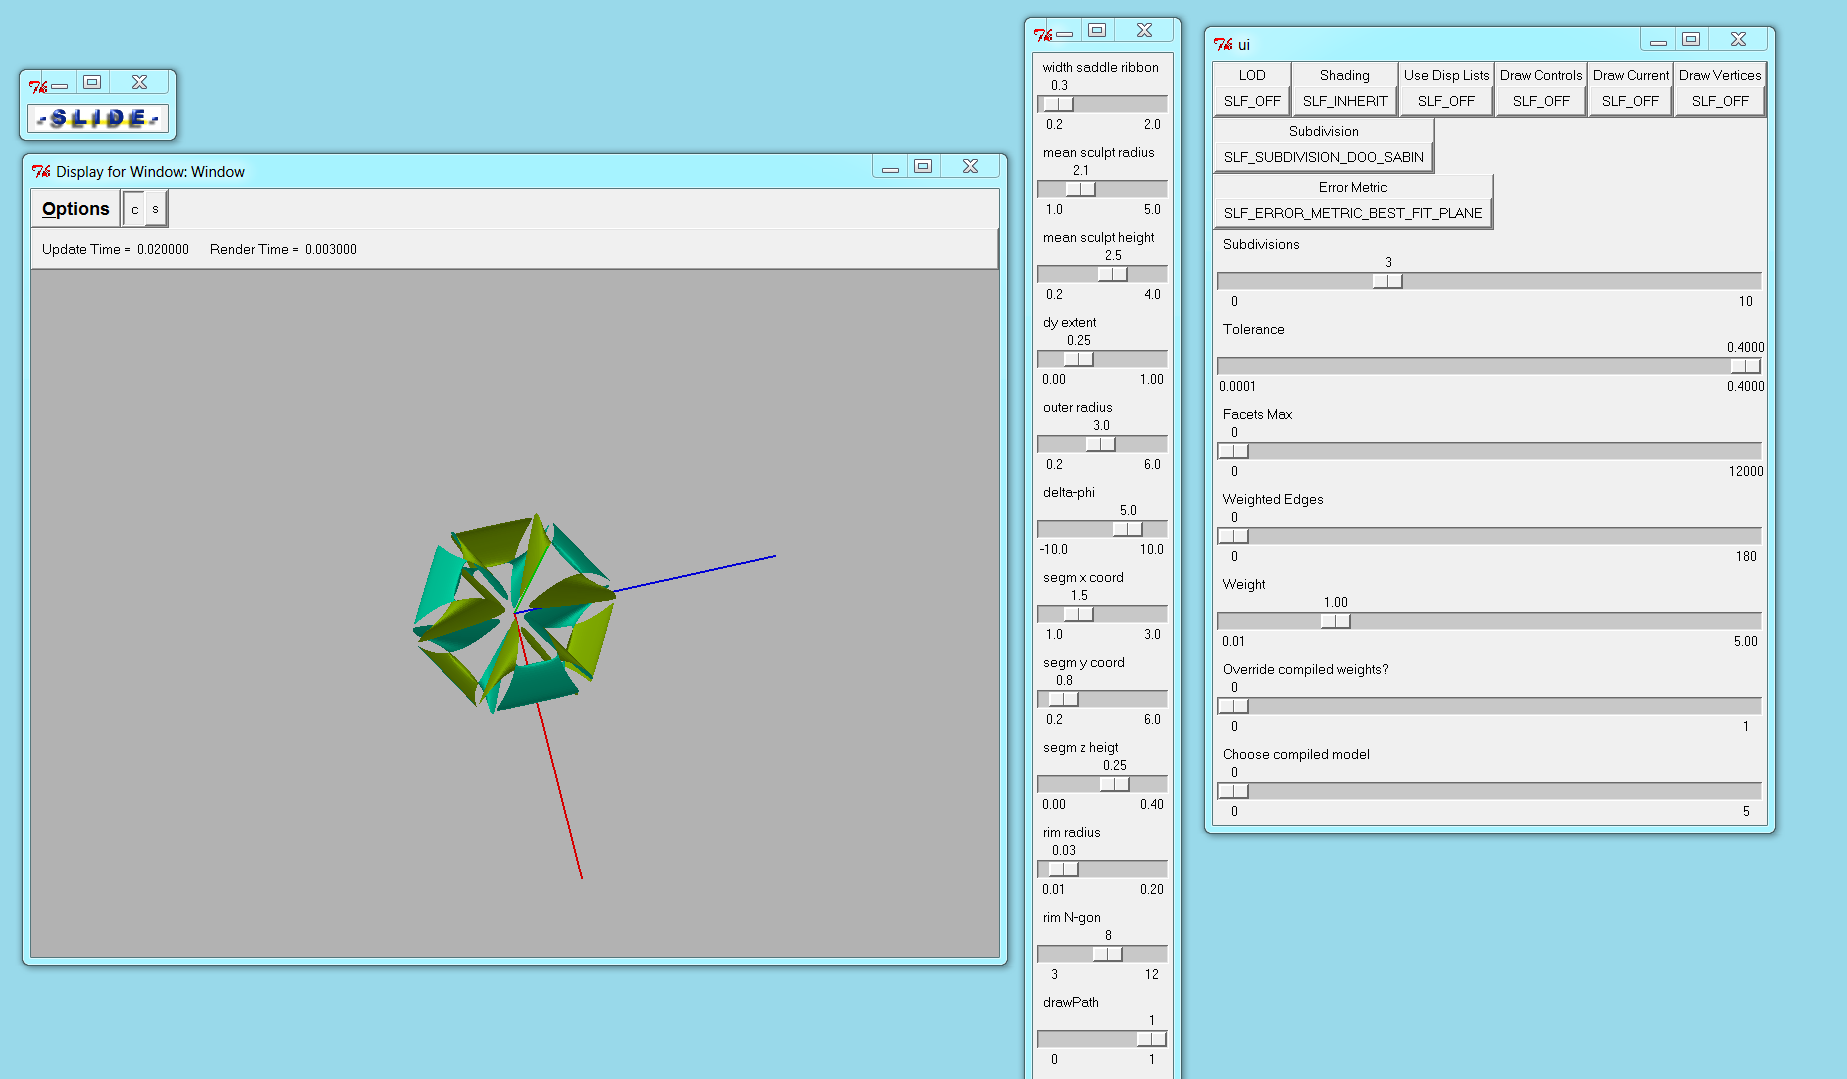 -SLIDE-
Display for Window: Window
Options
c
s
Update Time = 0.020000 Render Time = 0.003000
width saddle ribbon
0.3
0.2 2.0
mean sculpt radius
2.1
1.0 5.0
mean sculpt height
2.5
0.2 4.0
dy extent
0.25
0.00 1.00
outer radius
3.0
0.2 6.0
delta-phi
5.0
-10.0 10.0
segm x coord
1.5
1.0 3.0
segm y coord
0.8
0.2 6.0
segm z heigt
0.25
0.00 0.40
rim radius
0.03
0.01 0.20
rim N-gon
8
3 12
drawPath
1
0 1
ui
LOD Shading Use Disp Lists Draw Controls Draw Current Draw Vertices
SLF_OFF SLF_INHERIT SLF_OFF SLF_OFF SLF_OFF SLF_OFF
Subdivision
SLF_SUBDIVISION_DOO_SABIN
Error Metric
SLF_ERROR_METRIC_BEST_FIT_PLANE
Subdivisions
3
0 10
Tolerance
0.4000
0.0001 0.4000
Facets Max
0
0 12000
Weighted Edges
0
0 180
Weight
1.00
0.01 5.00
Override compiled weights?
0
0 1
Choose compiled model
0
0 5